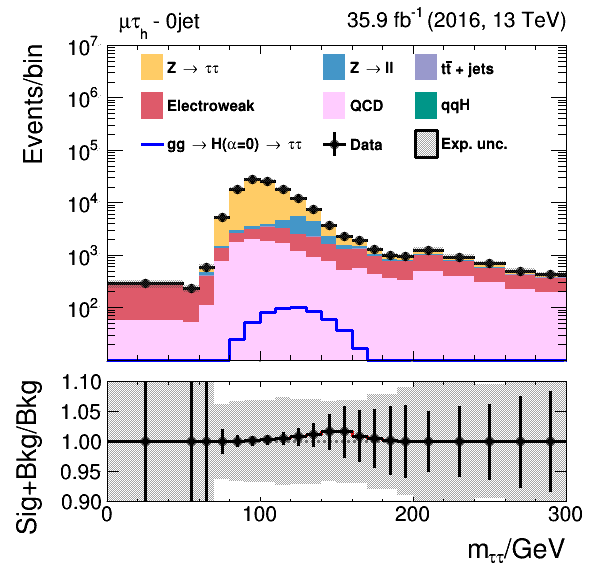 μτh - 0jet 35.9 fb-1 (2016, 13 TeV)
Events/bin
10^7
10^6
10^5
10^4
10^3
10^2
Z → ττ Z → ll tt̄ + jets
Electroweak QCD qqH
gg → H(α=0) → ττ Data Exp. unc.
Sig+Bkg/Bkg
1.10
1.05
1.00
0.95
0.90
0 100 200 300
mττ/GeV